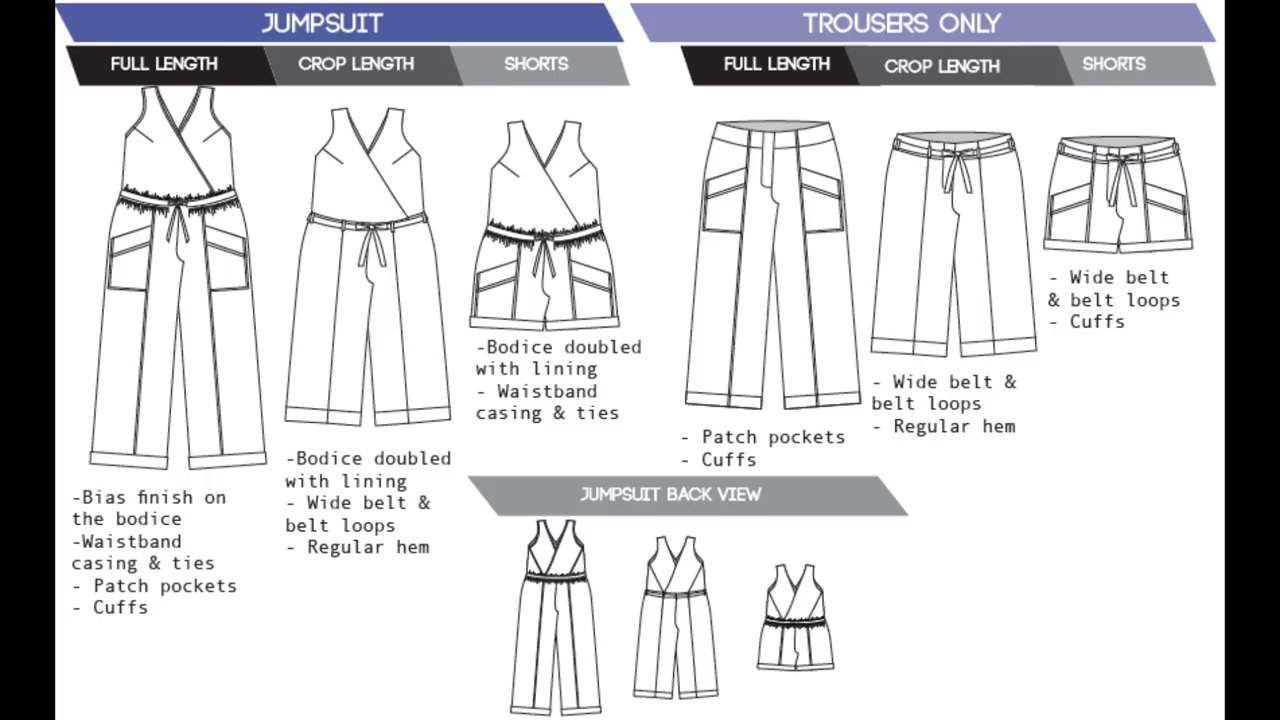 JUMPSUIT
FULL LENGTH
CROP LENGTH
SHORTS
-Bias finish on
the bodice
-Waistband
casing & ties
- Patch pockets
- Cuffs
-Bodice doubled
with lining
- Wide belt &
belt loops
- Regular hem
-Bodice doubled
with lining
- Waistband
casing & ties
TROUSERS ONLY
FULL LENGTH
CROP LENGTH
SHORTS
- Patch pockets
- Cuffs
- Wide belt &
belt loops
- Regular hem
- Wide belt
& belt loops
- Cuffs
JUMPSUIT BACK VIEW